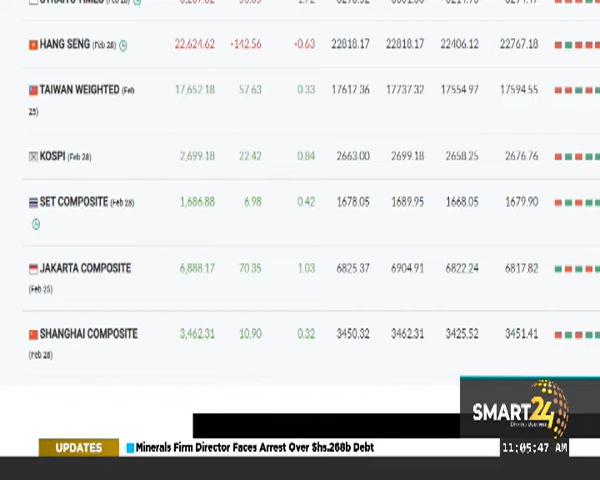 HANG SENG (Feb 28) 22,624.62 -142.56 -0.63 22818.17 22818.17 22406.12 22767.18
TAIWAN WEIGHTED (Feb 17,652.18 57.63 0.33 17617.36 17737.32 17554.97 17594.55
25)
KOSPI (Feb 28) 2,699.18 22.42 0.84 2663.00 2699.18 2658.25 2676.76
SET COMPOSITE (Feb 28) 1,686.88 6.98 0.42 1678.05 1689.95 1668.05 1679.90
JAKARTA COMPOSITE 6,888.17 70.35 1.03 6825.37 6904.91 6822.24 6817.82
(Feb 25)
SHANGHAI COMPOSITE 3,462.31 10.90 0.32 3450.32 3462.31 3425.52 3451.41
(Feb 28)
SMART24
UPDATES Minerals Firm Director Faces Arrest Over Shs.268b Debt 11:05:47 AM